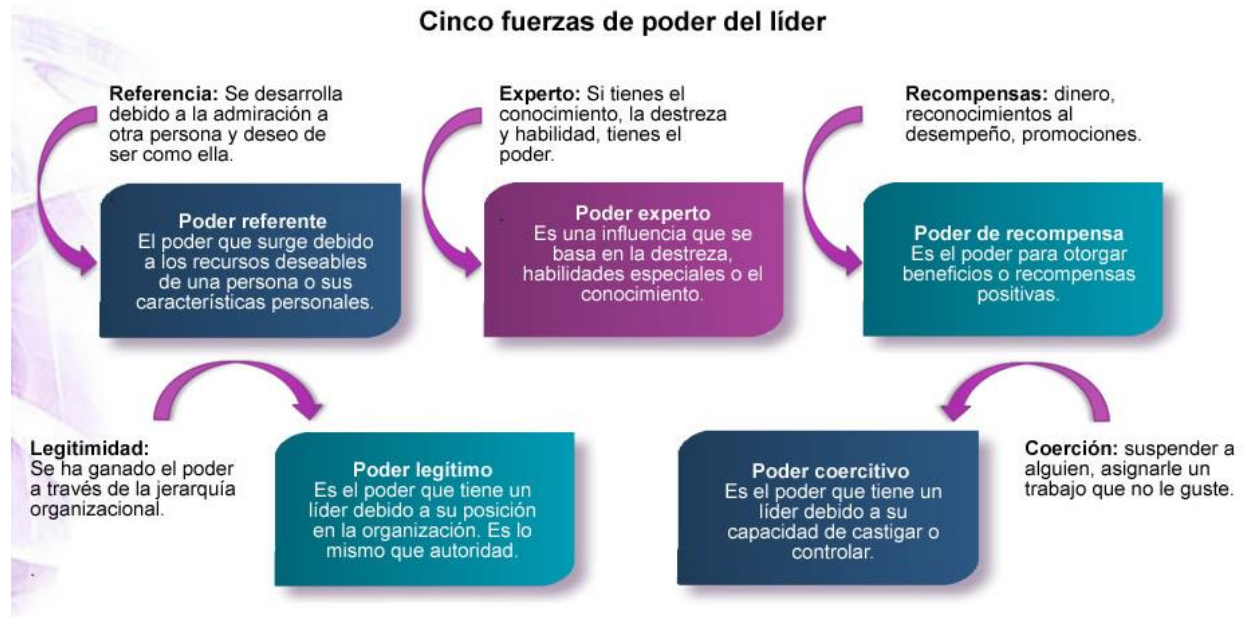 Cinco fuerzas de poder del líder
Referencia: Se desarrolla
debido a la admiración a
otra persona y deseo de
ser como ella.
Poder referente
El poder que surge debido
a los recursos deseables
de una persona o sus
características personales.
Experto: Si tienes el
conocimiento, la destreza
y habilidad, tienes el
poder.
Poder experto
Es una influencia que se
basa en la destreza,
habilidades especiales o el
conocimiento.
Recompensas: dinero,
reconocimientos al
desempeño, promociones.
Poder de recompensa
Es el poder para otorgar
beneficios o recompensas
positivas.
Legitimidad:
Se ha ganado el poder
a través de la jerarquía
organizacional.
Poder legítimo
Es el poder que tiene un
líder debido a su posición
en la organización. Es lo
mismo que autoridad.
Poder coercitivo
Es el poder que tiene un
líder debido a su
capacidad de castigar o
controlar.
Coerción: suspender a
alguien, asignarle un
trabajo que no le guste.